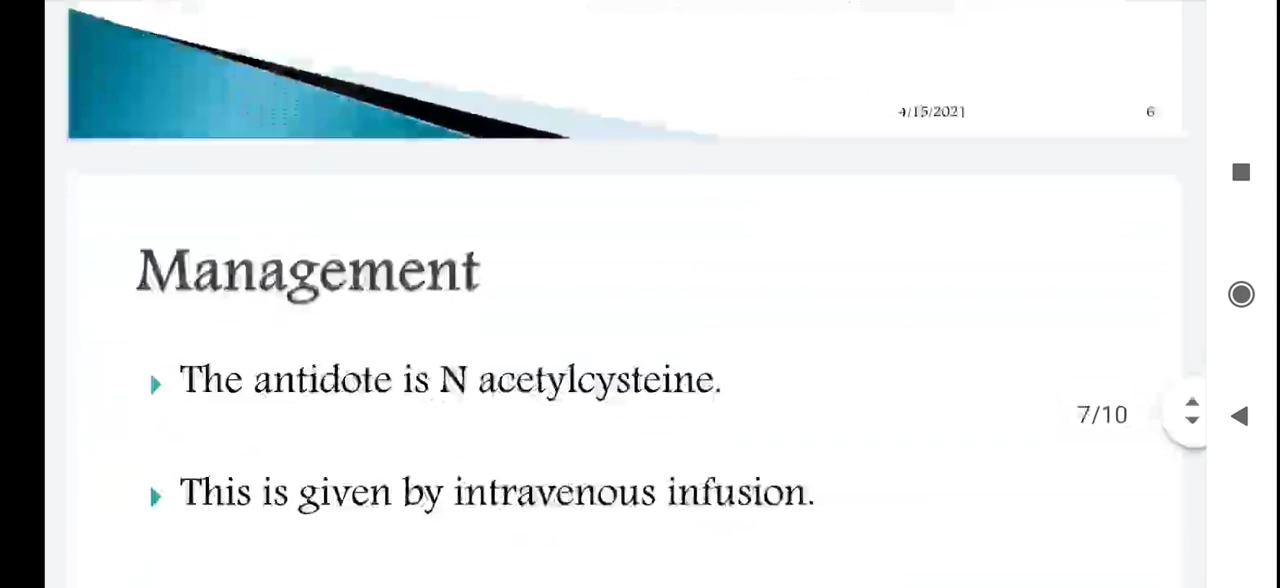 4/15/2021 6
Management
The antidote is N acetylcysteine.
7/10
This is given by intravenous infusion.